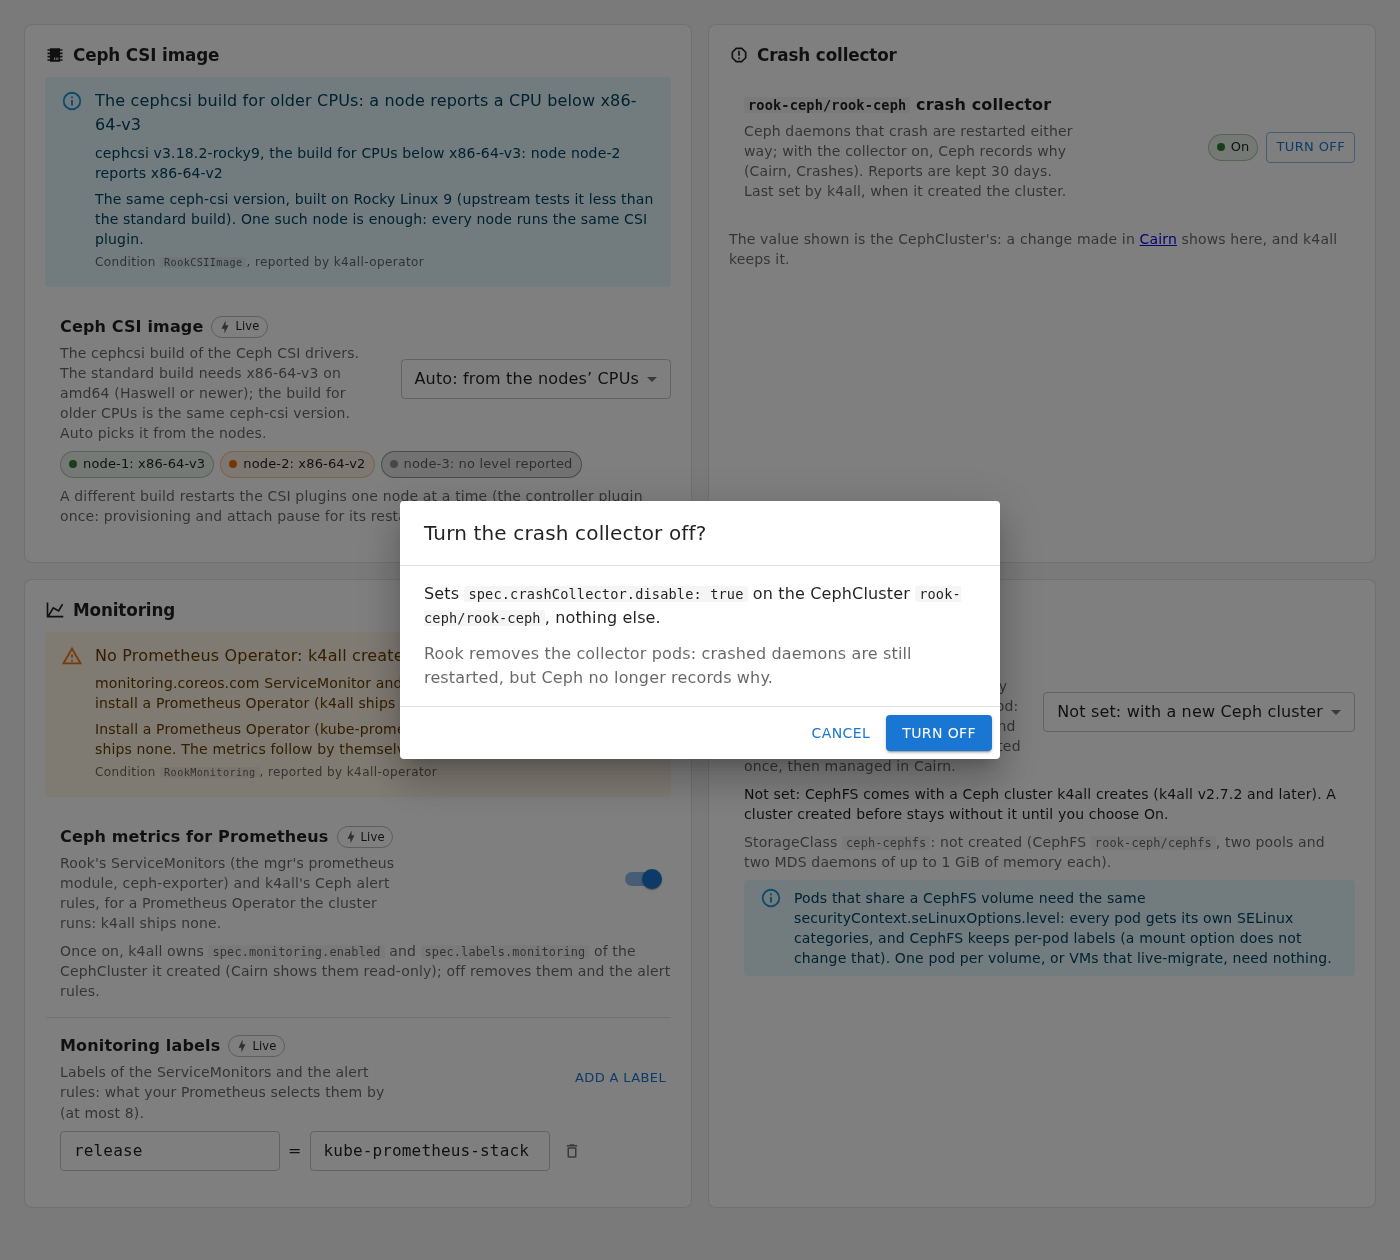 Ceph CSI image
The cephcsi build for older CPUs: a node reports a CPU below x86-
64-v3
cephcsi v3.18.2-rocky9, the build for CPUs below x86-64-v3: node node-2
reports x86-64-v2
The same ceph-csi version, built on Rocky Linux 9 (upstream tests it less than
the standard build). One such node is enough: every node runs the same CSI
plugin.
Condition RookCSIImage, reported by k4all-operator
Ceph CSI image Live
The cephcsi build of the Ceph CSI drivers.
The standard build needs x86-64-v3 on
amd64 (Haswell or newer); the build for
older CPUs is the same ceph-csi version.
Auto picks it from the nodes.
Auto: from the nodes’ CPUs
node-1: x86-64-v3 node-2: x86-64-v2 node-3: no level reported
A different build restarts the CSI plugins one node at a time (the controller plugin
once: provisioning and attach pause for its
Crash collector
rook-ceph/rook-ceph crash collector
Ceph daemons that crash are restarted either
way; with the collector on, Ceph records why
(Cairn, Crashes). Reports are kept 30 days.
Last set by k4all, when it created the cluster.
On TURN OFF
The value shown is the CephCluster's: a change made in Cairn shows here, and k4all
keeps it.
Turn the crash collector off?
Sets spec.crashCollector.disable: true on the CephCluster rook-
ceph/rook-ceph, nothing else.
Rook removes the collector pods: crashed daemons are still
restarted, but Ceph no longer records why.
CANCEL TURN OFF
Monitoring
No Prometheus Operator: k4all
monitoring.coreos.com ServiceMonitor
install a Prometheus Operator (k4all ships
Install a Prometheus Operator
ships none. The metrics follow by
Condition RookMonitoring, reported by k4all-operator
Ceph metrics for Prometheus Live
Rook's ServiceMonitors (the mgr's prometheus
module, ceph-exporter) and k4all's Ceph alert
rules, for a Prometheus Operator the cluster
runs: k4all ships none.
Once on, k4all owns spec.monitoring.enabled and spec.labels.monitoring of the
CephCluster it created (Cairn shows them read-only); off removes them and the alert
rules.
Monitoring labels Live
Labels of the ServiceMonitors and the alert
rules: what your Prometheus selects them by
(at most 8).
ADD A LABEL
release = kube-prometheus-stack
Not set: with a new Ceph cluster
once, then managed in Cairn.
Not set: CephFS comes with a Ceph cluster k4all creates (k4all v2.7.2 and later). A
cluster created before stays without it until you choose On.
StorageClass ceph-cephfs: not created (CephFS rook-ceph/cephfs, two pools and
two MDS daemons of up to 1 GiB of memory each).
Pods that share a CephFS volume need the same
securityContext.seLinuxOptions.level: every pod gets its own SELinux
categories, and CephFS keeps per-pod labels (a mount option does not
change that). One pod per volume, or VMs that live-migrate, need nothing.